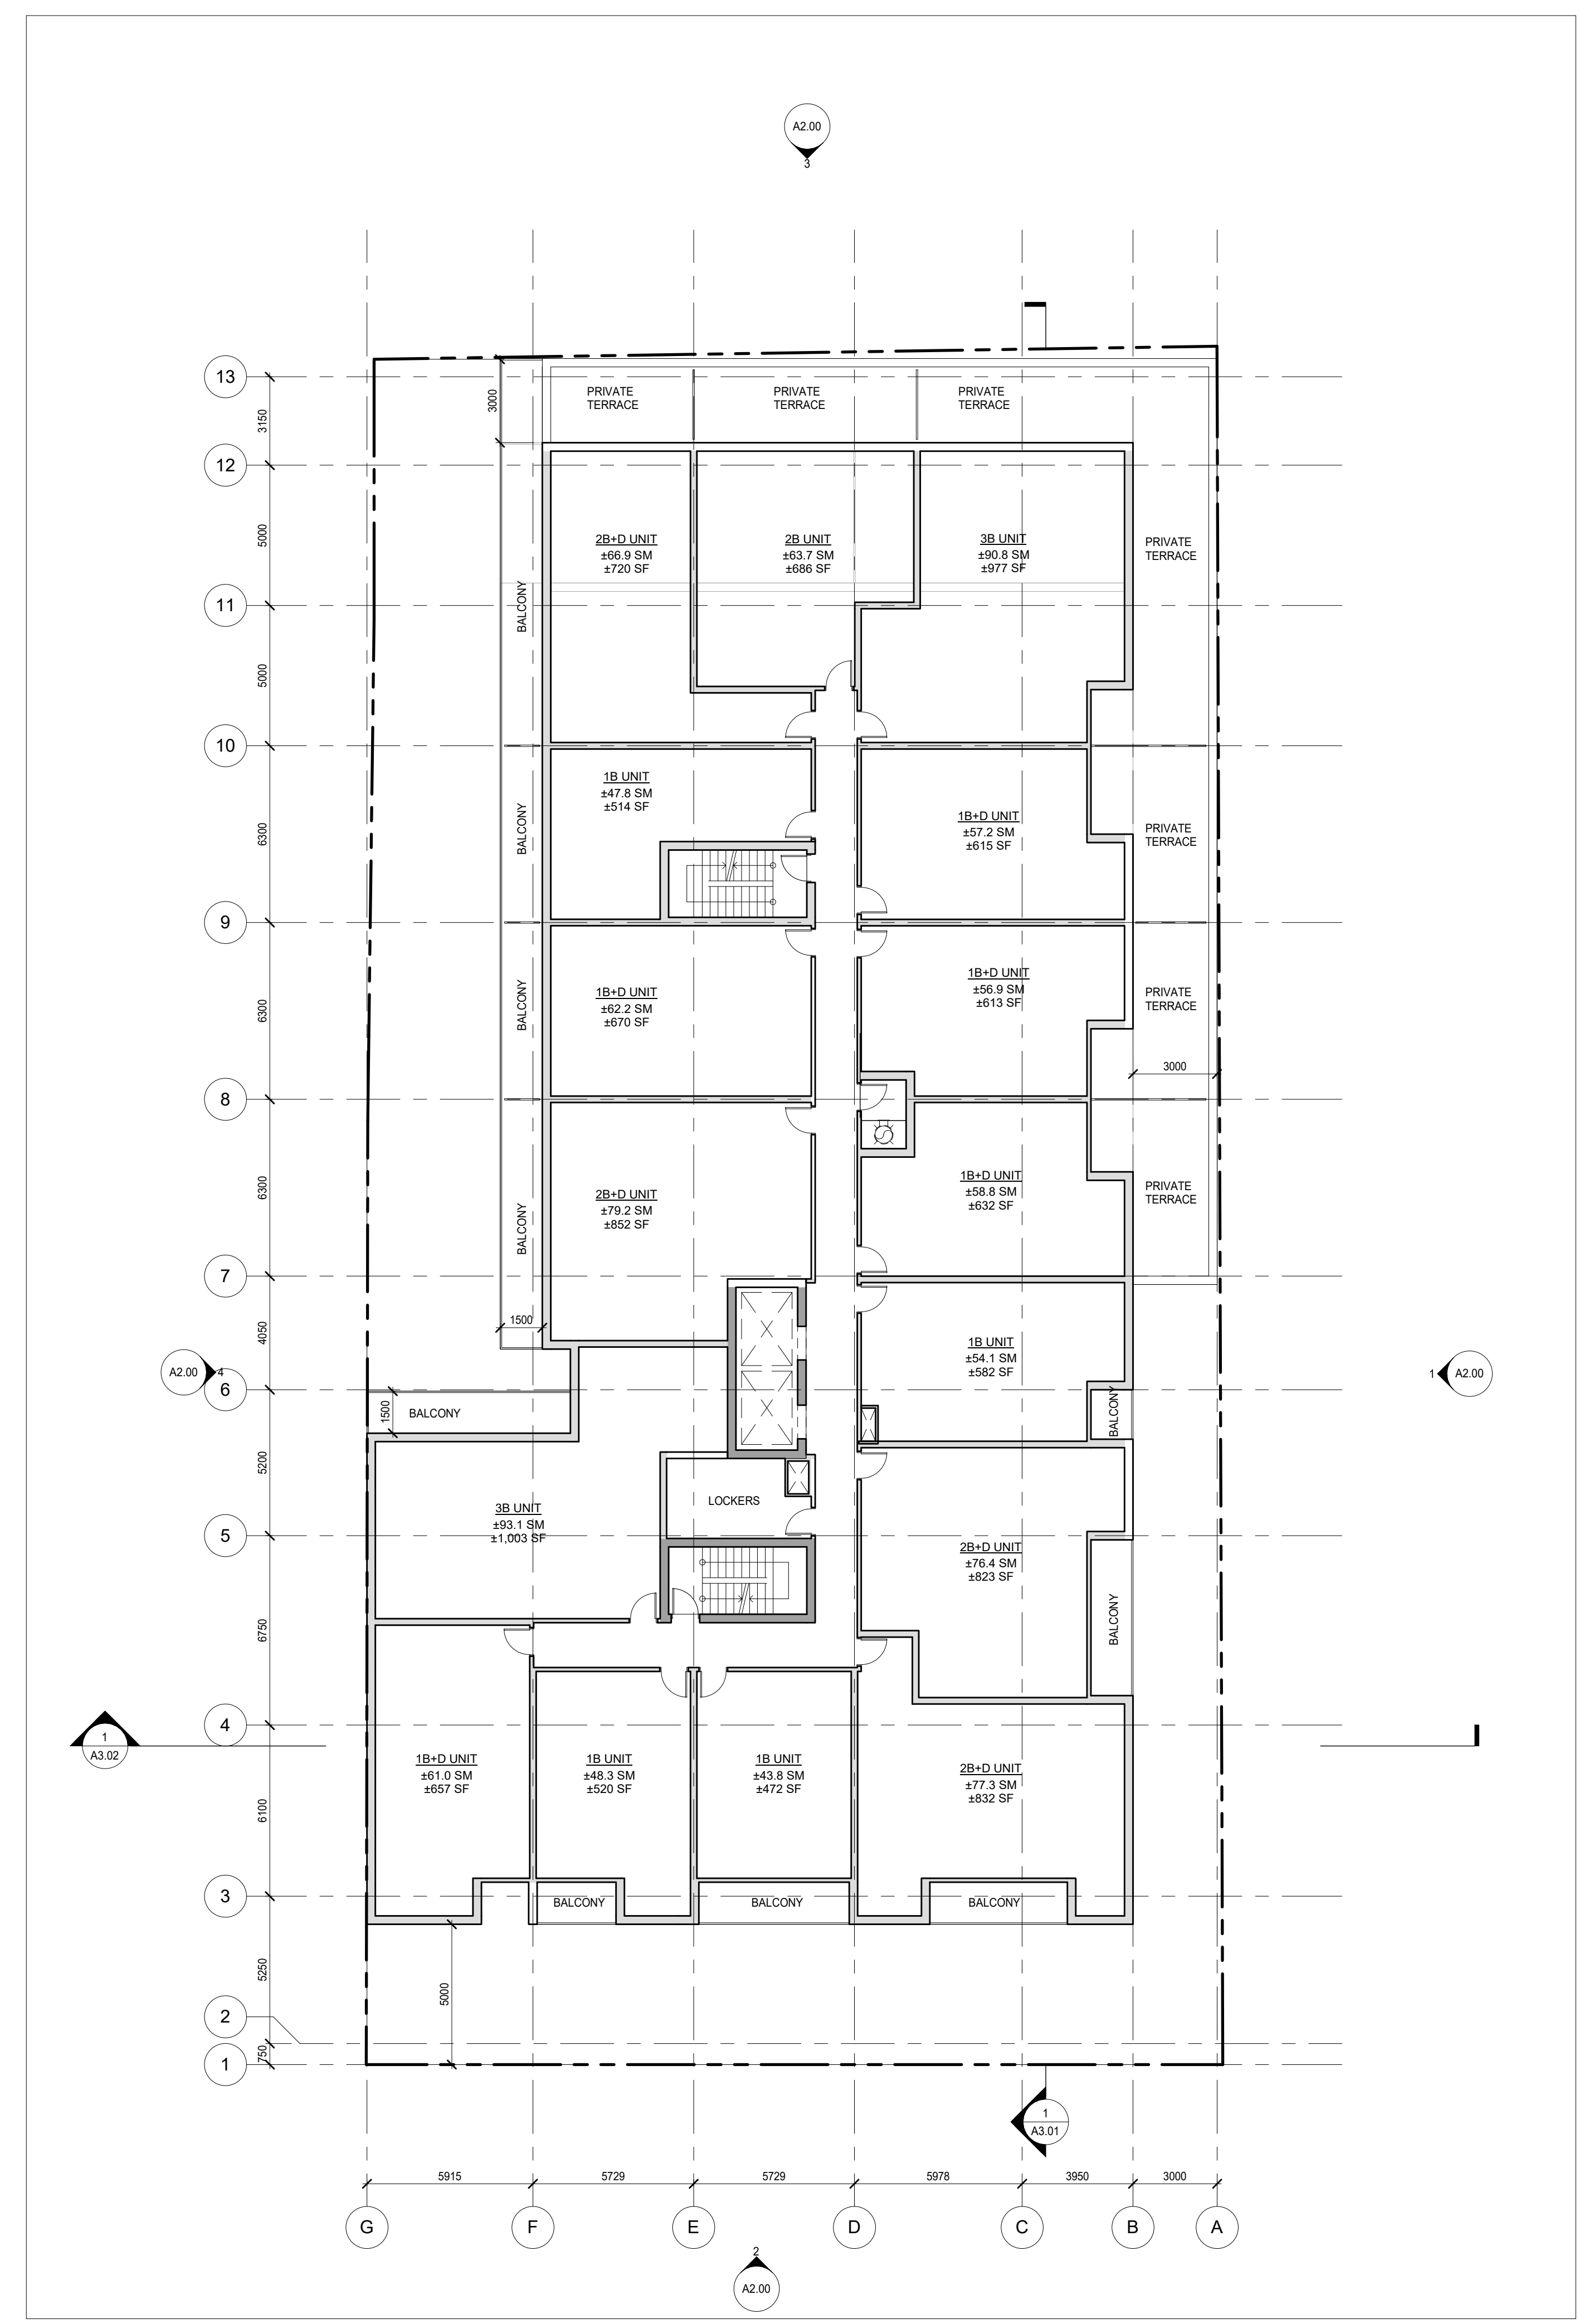 A2.00
3
13
3150
3000
PRIVATE
TERRACE
PRIVATE
TERRACE
PRIVATE
TERRACE
12
5000
2B+D UNIT
±66.9 SM
±720 SF
2B UNIT
±63.7 SM
±686 SF
3B UNIT
±90.8 SM
±977 SF
PRIVATE
TERRACE
BALCONY
11
5000
10
1B UNIT
±47.8 SM
±514 SF
BALCONY
6300
1B+D UNIT
±57.2 SM
±615 SF
PRIVATE
TERRACE
9
1B+D UNIT
±62.2 SM
±670 SF
BALCONY
6300
1B+D UNIT
±56.9 SM
±613 SF
PRIVATE
TERRACE
3000
8
2B+D UNIT
±79.2 SM
±852 SF
BALCONY
6300
1B+D UNIT
±58.8 SM
±632 SF
PRIVATE
TERRACE
7
4050
1500
1B UNIT
±54.1 SM
±582 SF
A2.00
4
6
1
A2.00
1500
BALCONY
BALCONY
5200
LOCKERS
3B UNIT
±93.1 SM
±1,003 SF
5
2B+D UNIT
±76.4 SM
±823 SF
BALCONY
6750
4
1
A3.02
1B+D UNIT
±61.0 SM
±657 SF
1B UNIT
±48.3 SM
±520 SF
1B UNIT
±43.8 SM
±472 SF
2B+D UNIT
±77.3 SM
±832 SF
6100
3
BALCONY
BALCONY
BALCONY
5250
5000
2
750
1
1
A3.01
5915
5729
5729
5978
3950
3000
G
F
E
D
C
B
A
2
A2.00